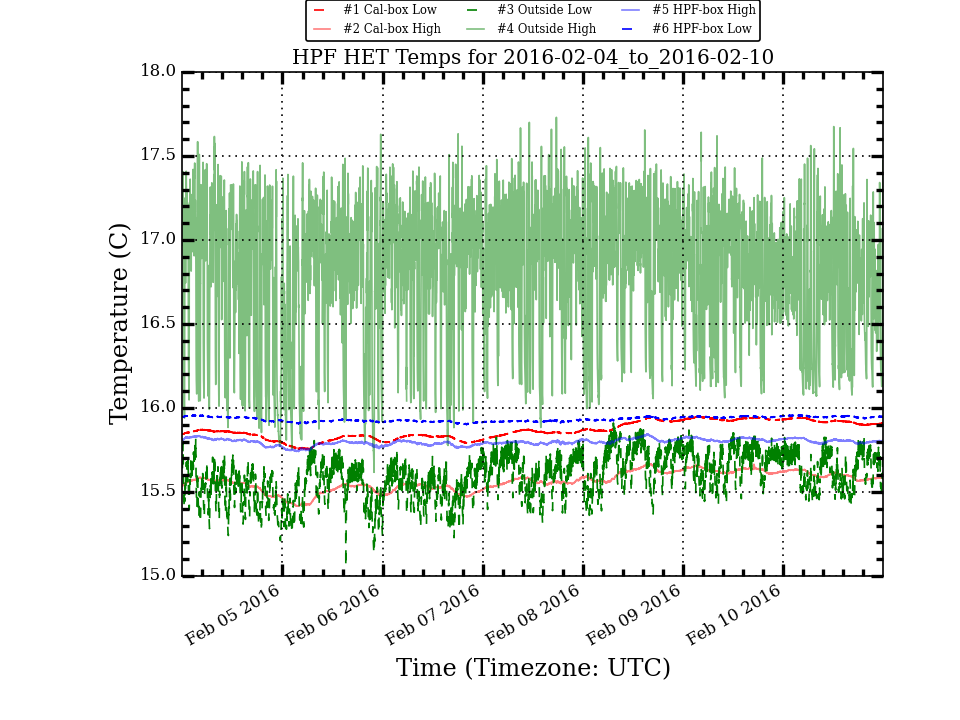 #1 Cal-box Low #3 Outside Low #5 HPF-box High
#2 Cal-box High #4 Outside High #6 HPF-box Low
HPF HET Temps for 2016-02-04_to_2016-02-10
18.0
17.5
17.0
16.5
16.0
15.5
15.0
Temperature (C)
Feb 05 2016 Feb 06 2016 Feb 07 2016 Feb 08 2016 Feb 09 2016 Feb 10 2016
Time (Timezone: UTC)